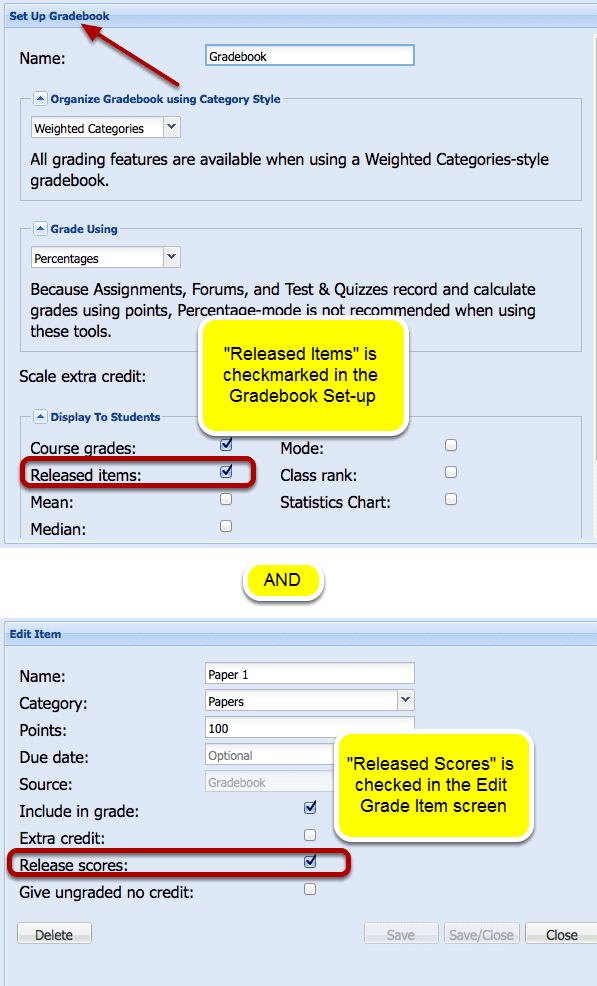 Set Up Gradebook
Name: Gradebook
Organize Gradebook using Category Style
Weighted Categories
All grading features are available when using a Weighted Categories-style
gradebook.
Grade Using
Percentages
Because Assignments, Forums, and Test & Quizzes record and calculate
grades using points, Percentage-mode is not recommended when using
these tools.
"Released Items" is
checkmarked in the
Gradebook Set-up
Scale extra credit:
Display To Students
Course grades: Mode:
Released items: Class rank:
Mean: Statistics Chart:
Median:
AND
Edit Item
Name: Paper 1
Category: Papers
Points: 100
Due date: Optional
Source: Gradebook
"Released Scores" is
checked in the Edit
Grade Item screen
Include in grade:
Extra credit:
Release scores:
Give ungraded no credit:
Delete Save Save/Close Close